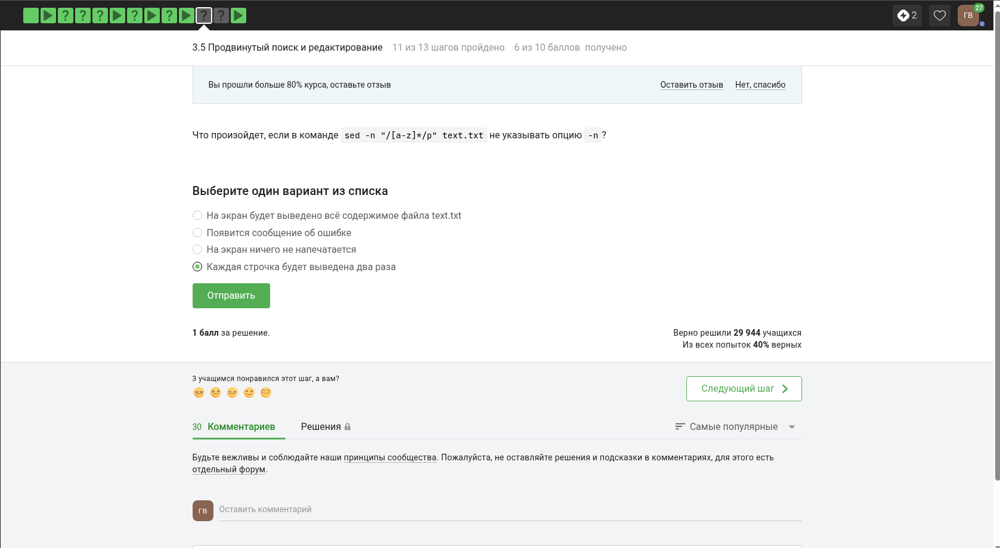 ? ? ? ? ? ? ?
2
27
ГВ
3.5 Продвинутый поиск и редактирование 11 из 13 шагов пройдено 6 из 10 баллов получено
Вы прошли больше 80% курса, оставьте отзыв Оставить отзыв Нет, спасибо
Что произойдет, если в команде sed -n "/[a-z]*/p" text.txt не указывать опцию -n?
Выберите один вариант из списка
На экран будет выведено всё содержимое файла text.txt
Появится сообщение об ошибке
На экран ничего не напечатается
Каждая строчка будет выведена два раза
Отправить
1 балл за решение.
Верно решили 29 944 учащихся
Из всех попыток 40% верных
3 учащимся понравился этот шаг, а вам?
Следующий шаг
30 Комментариев Решения Самые популярные
Будьте вежливы и соблюдайте наши принципы сообщества. Пожалуйста, не оставляйте решения и подсказки в комментариях, для этого есть
отдельный форум.
ГВ Оставить комментарий